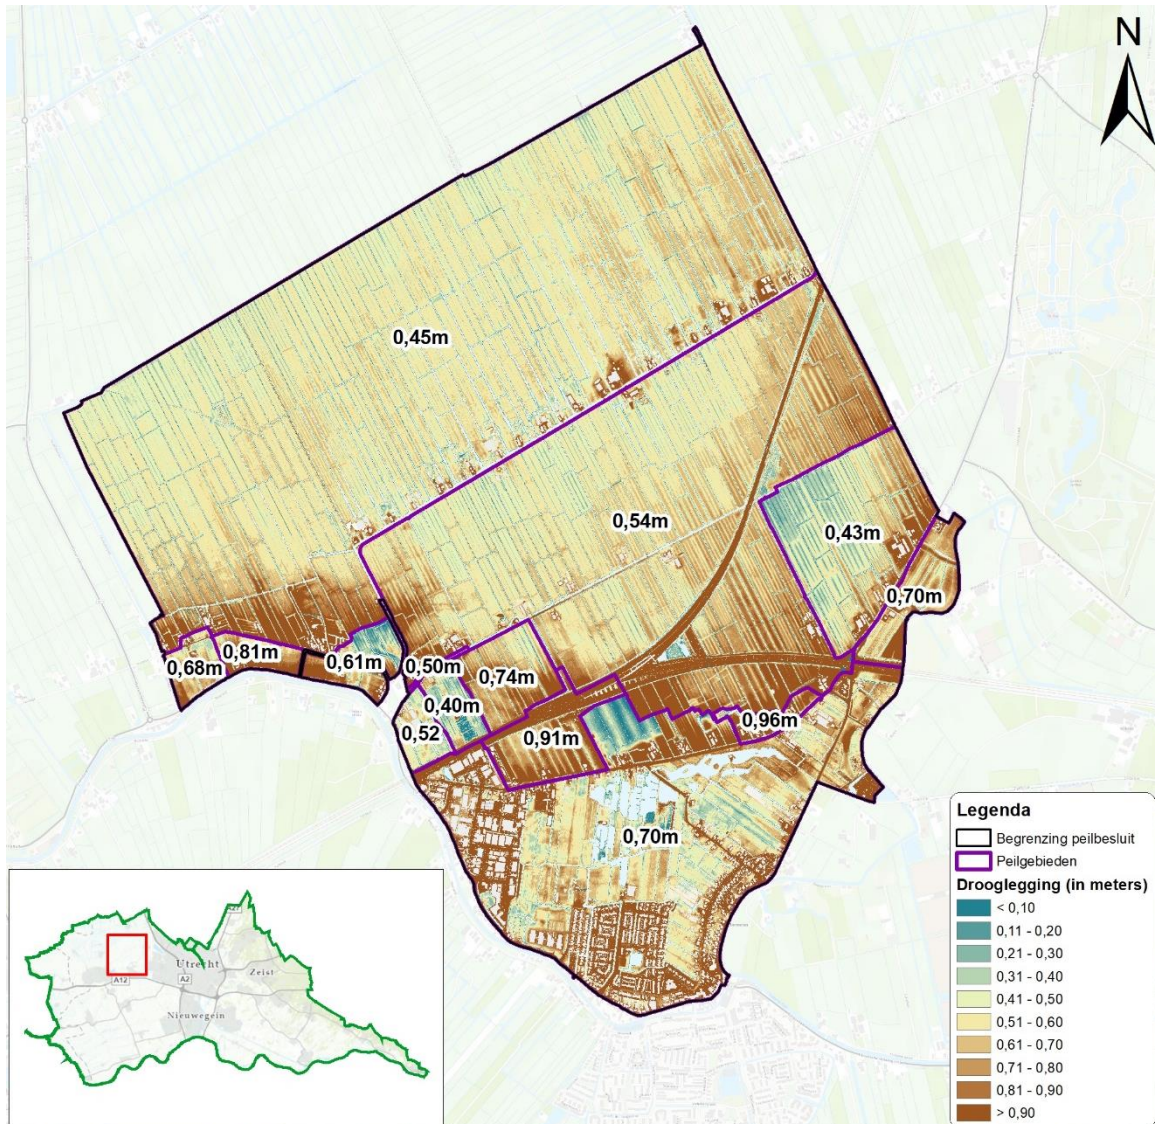 N
0,45m
0,54m
0,43m
0,70m
0,81m
0,68m
0,61m
0,50m
0,74m
0,40m
0,52
0,91m
0,96m
0,70m
Legenda
Begrenzing peilbesluit
Peilgebieden
Drooglegging (in meters)
< 0,10
0,11 - 0,20
0,21 - 0,30
0,31 - 0,40
0,41 - 0,50
0,51 - 0,60
0,61 - 0,70
0,71 - 0,80
0,81 - 0,90
> 0,90
Utrecht
Zeist
A12
A2
Nieuwegein